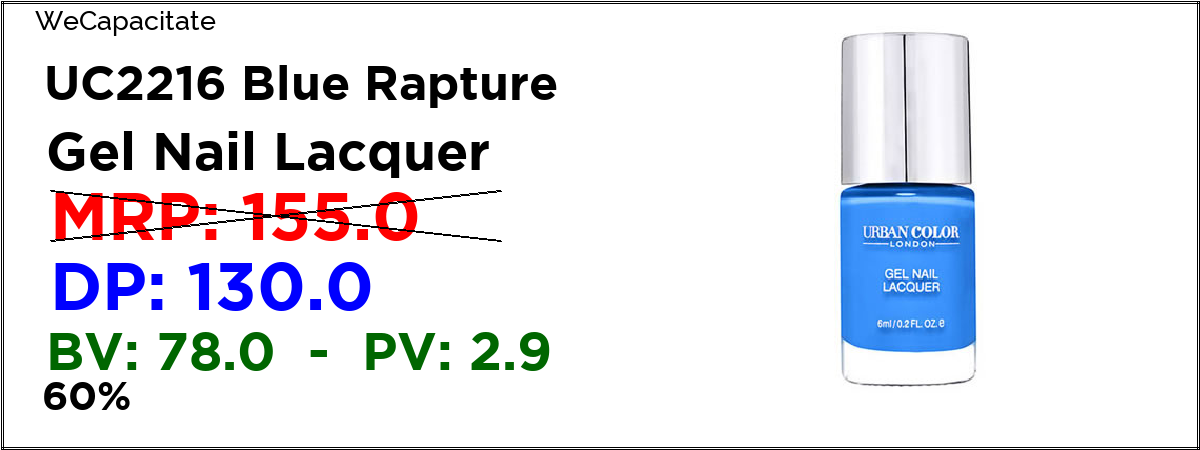 WeCapacitate
UC2216 Blue Rapture
Gel Nail Lacquer
MRP: 155.0
DP: 130.0
BV: 78.0 - PV: 2.9
60%
URBAN COLOR
LONDON
GEL NAIL
LACQUER
6ml / 0.2 FL. OZ. e